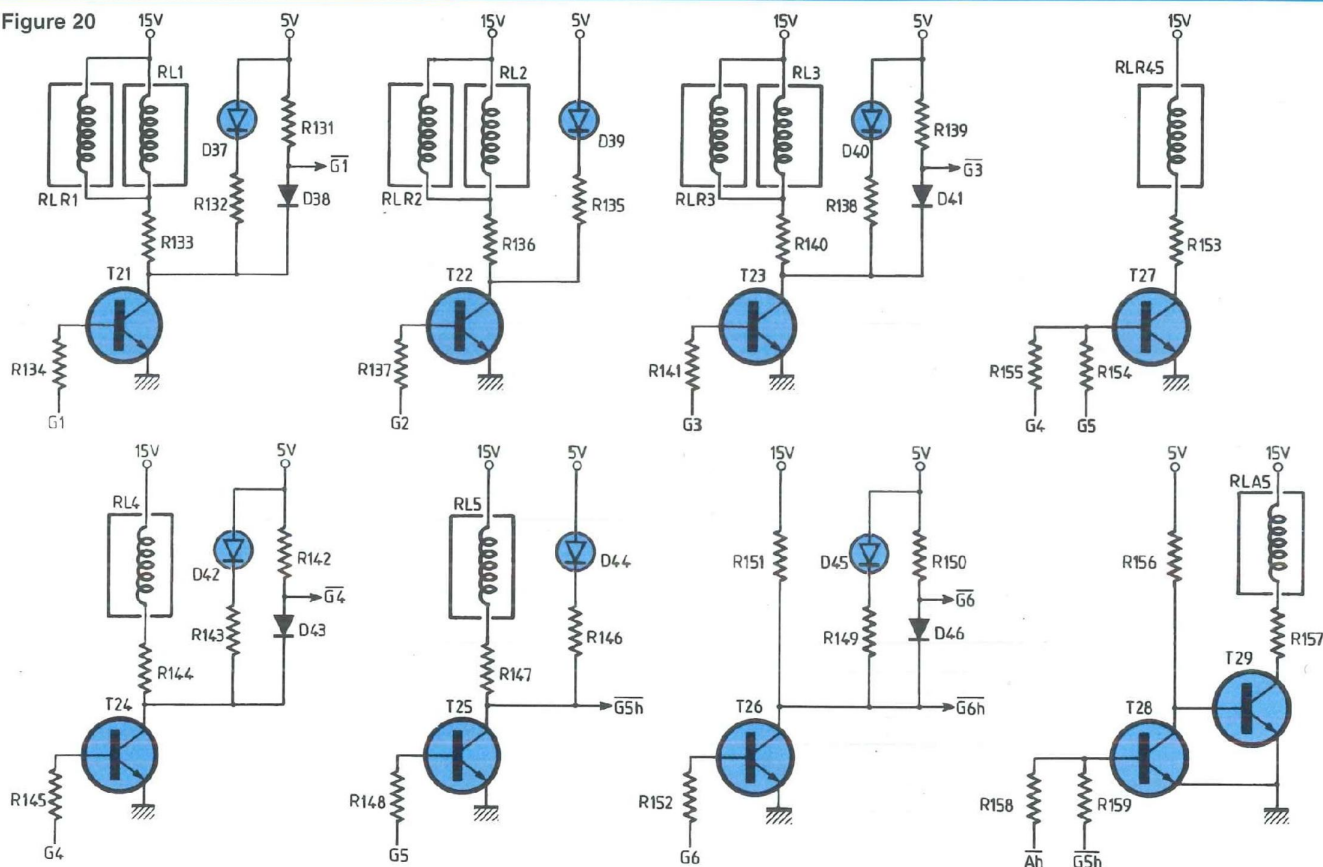 Figure 20
15V
5V
RL1
R131
G1
D37
D38
RLR1
R132
R133
T21
R134
G1
15V
5V
RL2
D39
RLR2
R135
R136
T22
R137
G2
15V
5V
RL3
R139
G3
D40
D41
RLR3
R138
R140
T23
R141
G3
15V
RLR45
R153
T27
R155
R154
G4
G5
15V
5V
RL4
R142
D42
G4
R143
D43
R144
T24
R145
G4
15V
5V
RL5
D44
R146
R147
G5h
T25
R148
G5
5V
R151
D45
R150
G6
R149
D46
G6h
T26
R152
G6
5V
15V
RLA5
R156
R157
T29
T28
R158
R159
Ah
G5h